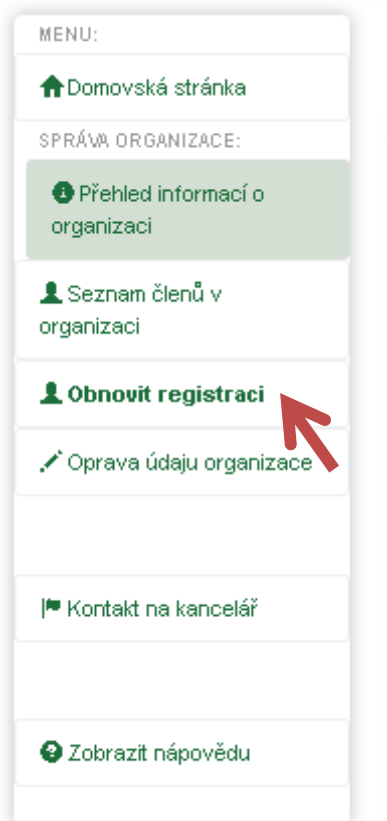 MENU:
Domovská stránka
SPRÁVA ORGANIZACE:
Přehled informací o
organizaci
Seznam členů v
organizaci
Obnovit registraci
Oprava údaju organizace
Kontakt na kancelář
Zobrazit nápovědu